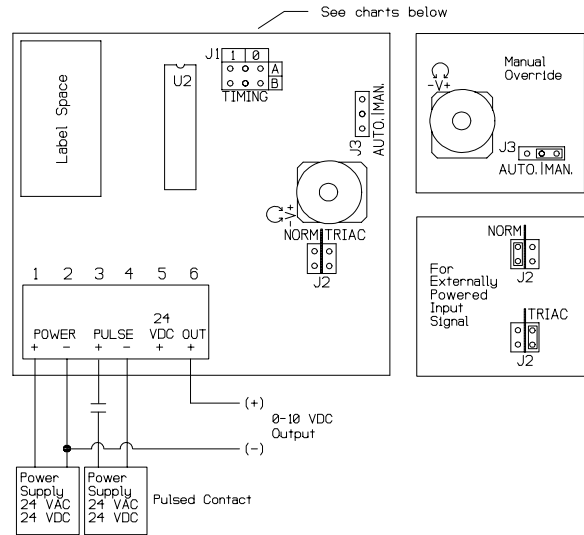 See charts below
Label Space
U2
J1 1 0
A
B
TIMING
J3
AUTO. MAN.
-V+
NORM TRIAC
J2
1 2 3 4 5 6
24
POWER PULSE VDC OUT
+ - + - + +
(+)
0-10 VDC
Output
(-)
Power
Supply
24 VAC
24 VDC
Power
Supply
24 VAC
24 VDC
Pulsed Contact
Manual
Override
-V+
J3
AUTO. MAN.
NORM
J2
For
Externally
Powered
Input
Signal
TRIAC
J2